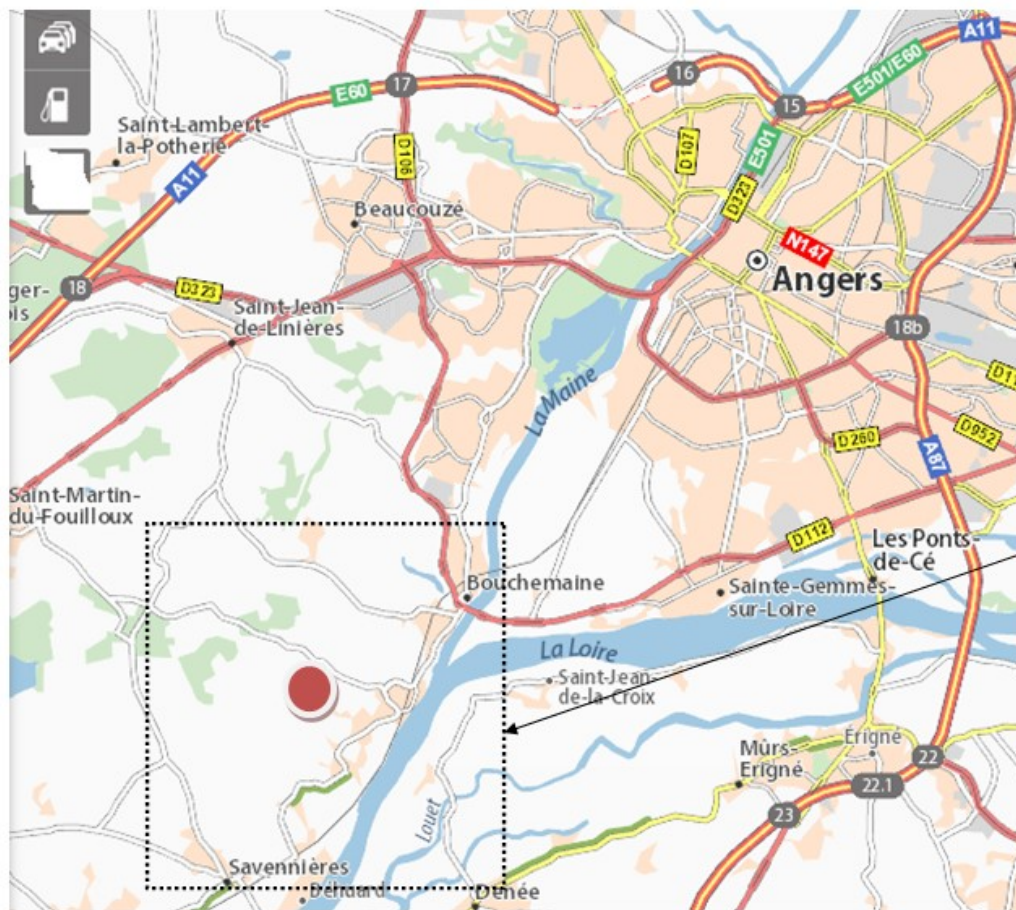 A11
E501/E60
16
17
E60
15
Saint-Lambert-
la-Potherie
D106
D107
E501
A11
D323
Beaucouzé
N147
Angers
18
D323
Saint-Jean-
de-Linières
18b
La Maine
D260
D952
A87
Saint-Martin-
du-Fouilloux
D112
Les Ponts-
de-Cé
Bouchemaine
Sainte-Gemmes-
sur-Loire
La Loire
Saint-Jean-
de-la-Croix
Mûrs-
Erigné
Érigné
22
22.1
23
Louet
Savennières
Béhuard
Denée